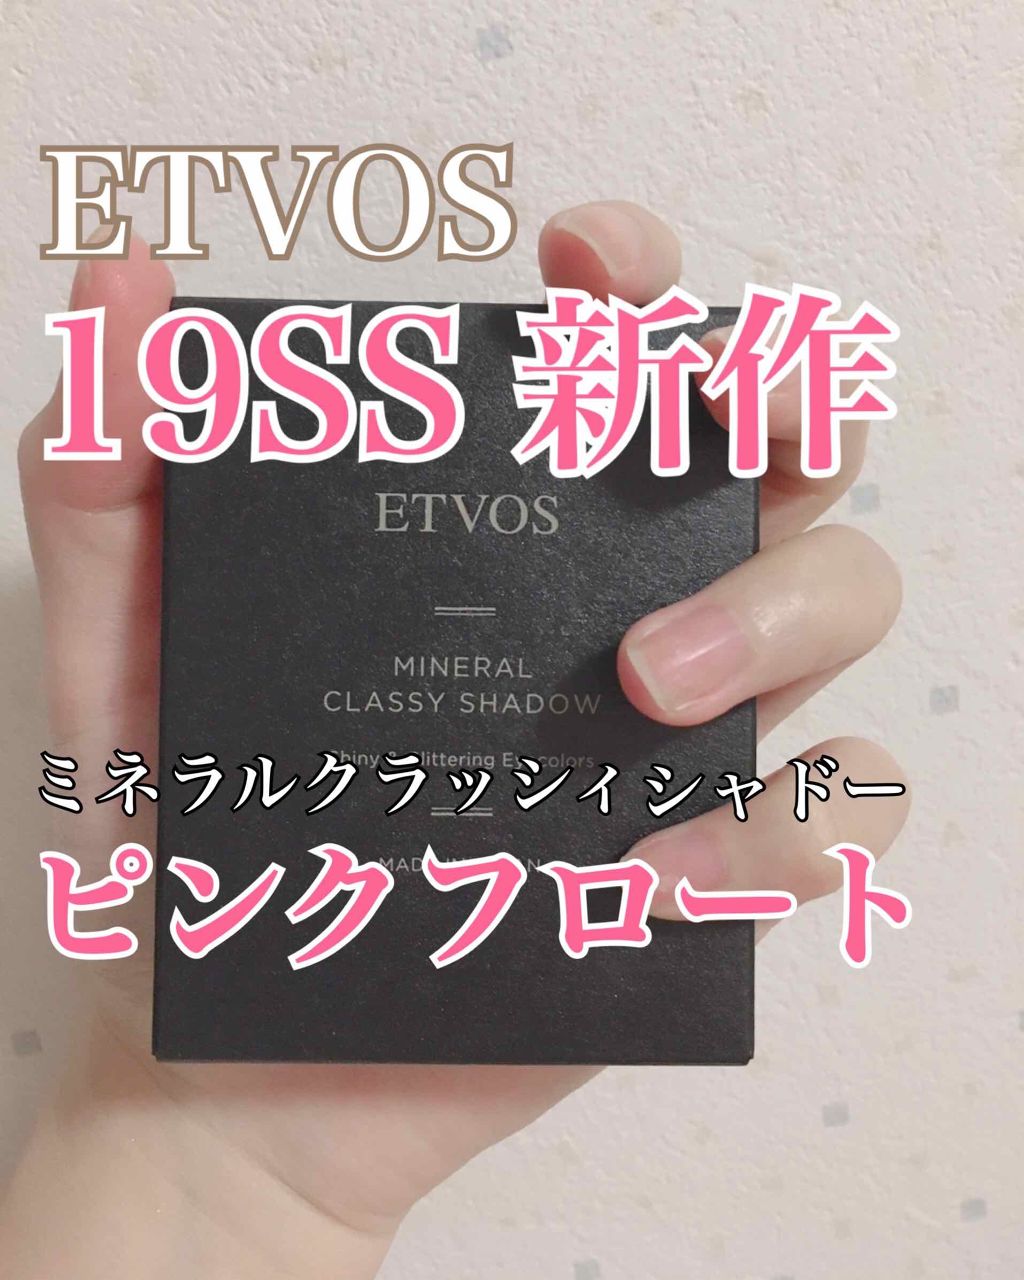 ETVOS
19SS 新作
ETVOS
MINERAL
CLASSY SHADOW
ミネラルクラッシィシャドー
ピンクフロート